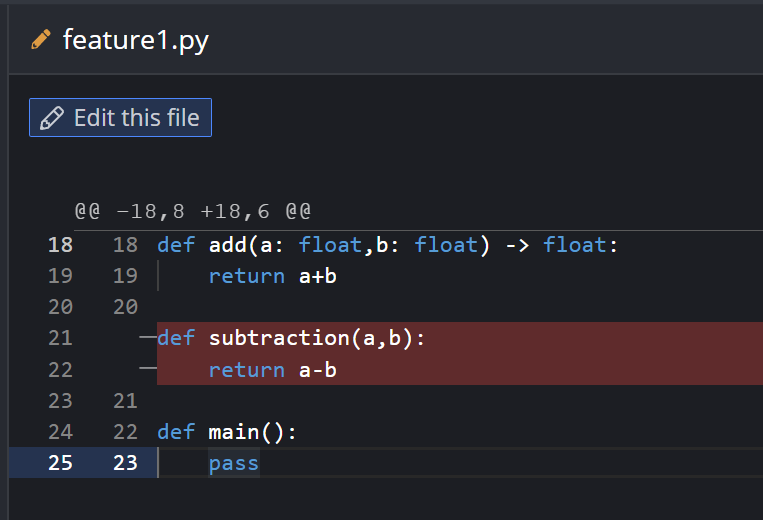 feature1.py
Edit this file
@@ -18,8 +18,6 @@
18 18 def add(a: float,b: float) -> float:
19 19 return a+b
20 20
21 —def subtraction(a,b):
22 — return a-b
23 21
24 22 def main():
25 23 pass